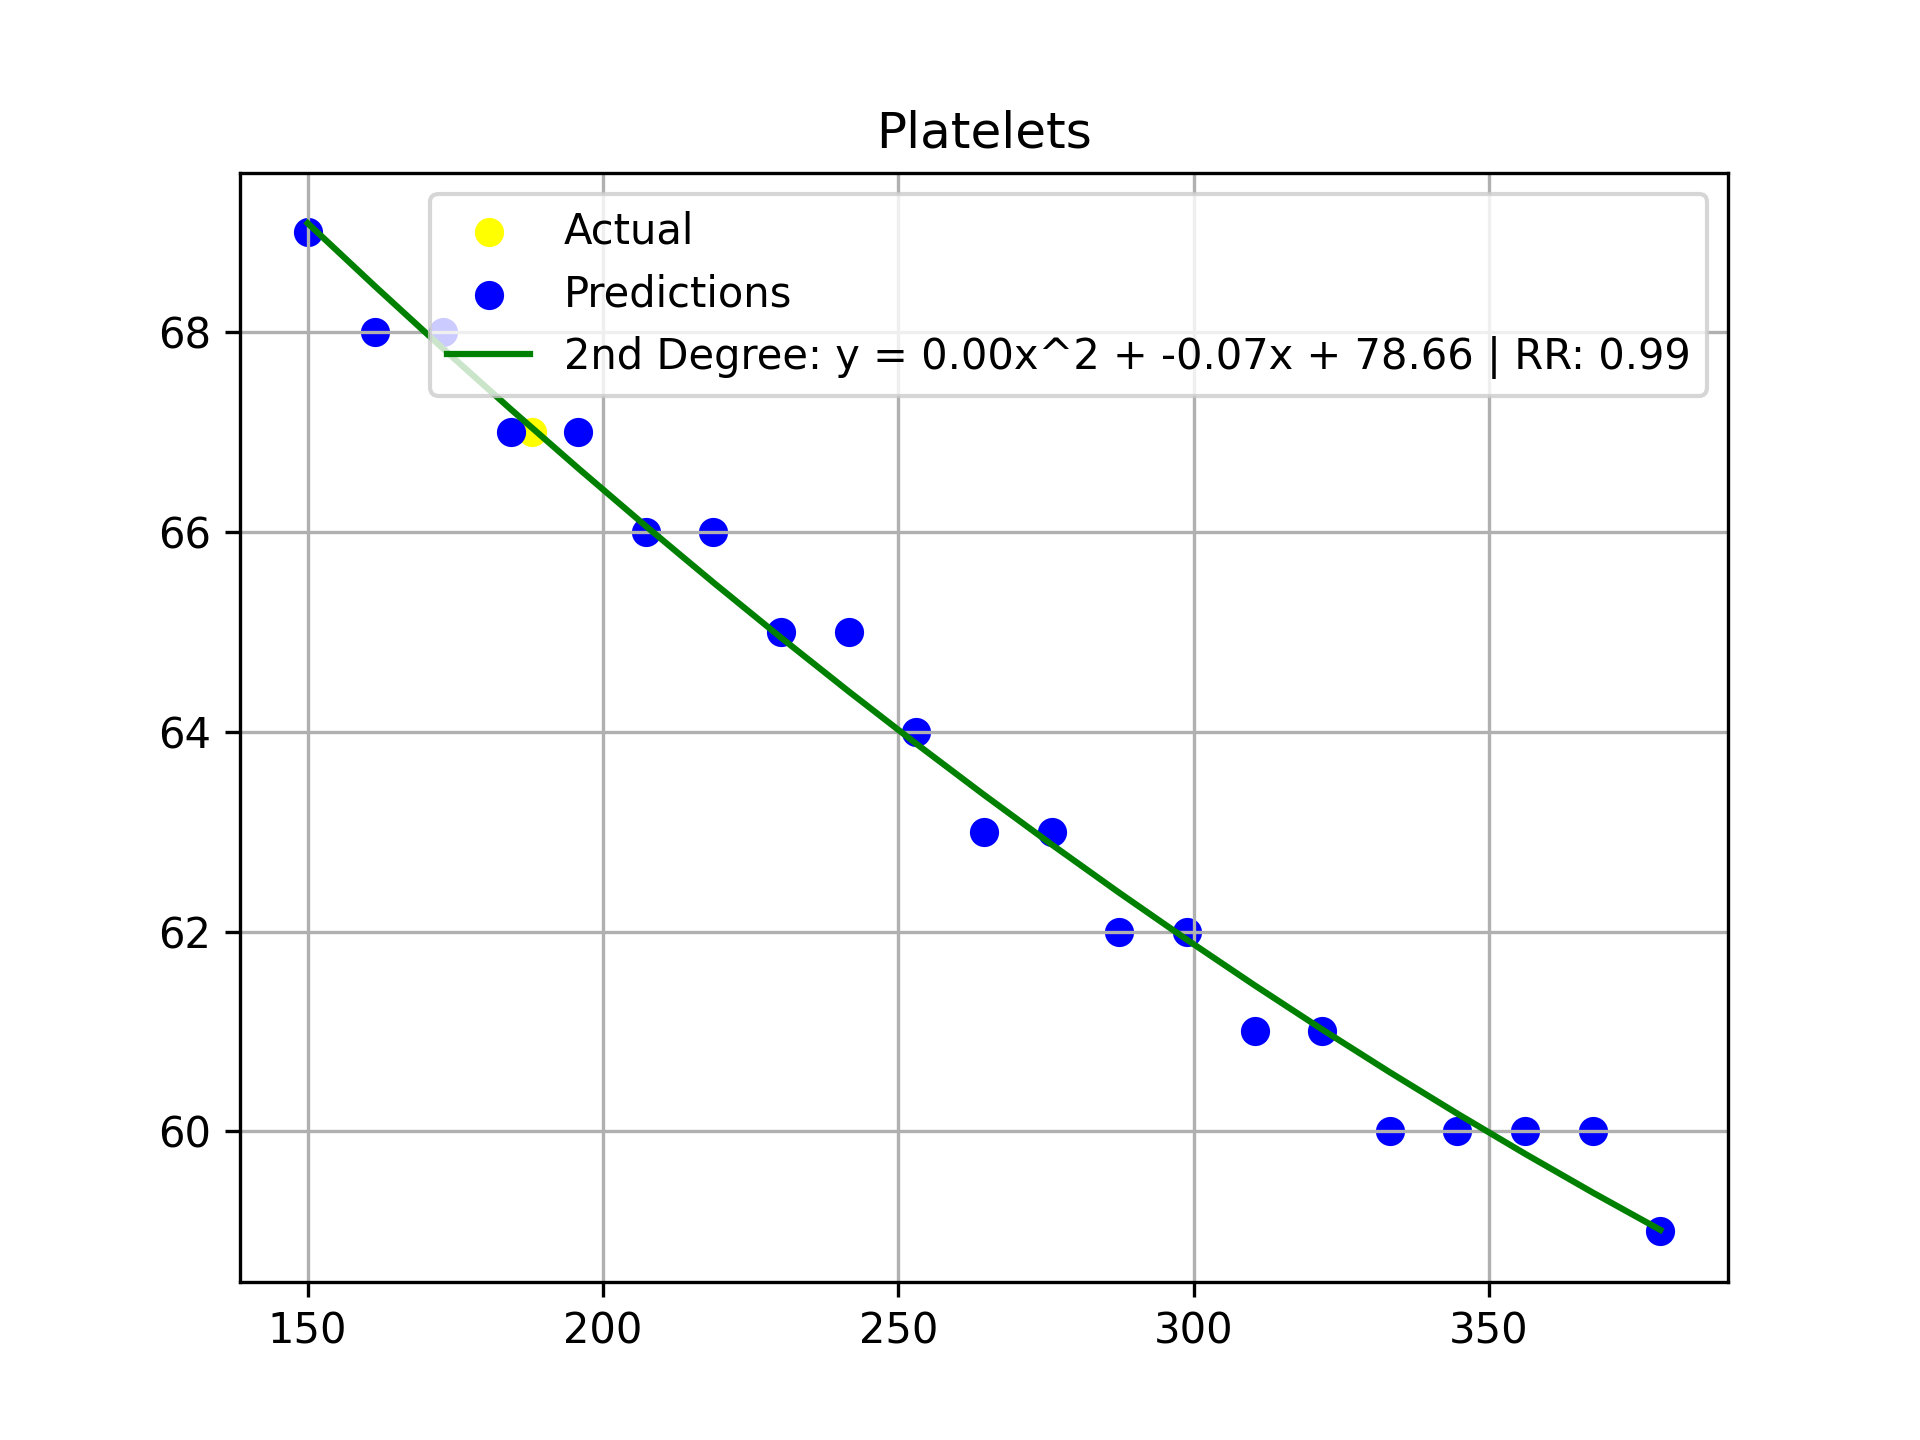 Platelets
Actual
Predictions
2nd Degree: y = 0.00x^2 + -0.07x + 78.66 | RR: 0.99
68
66
64
62
60
150 200 250 300 350